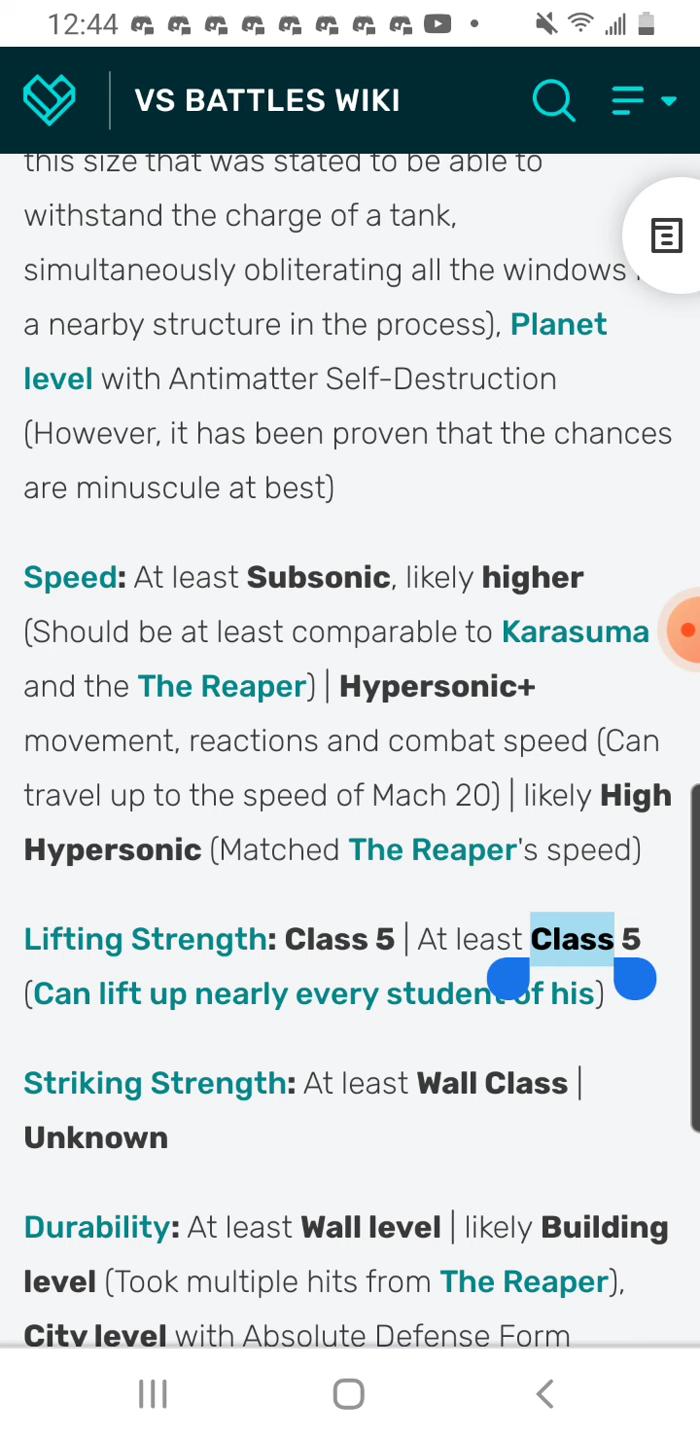 12:44
VS BATTLES WIKI
this size that was stated to be able to
withstand the charge of a tank,
simultaneously obliterating all the windows
a nearby structure in the process), Planet
level with Antimatter Self-Destruction
(However, it has been proven that the chances
are minuscule at best)
Speed: At least Subsonic, likely higher
(Should be at least comparable to Karasuma
and the The Reaper) | Hypersonic+
movement, reactions and combat speed (Can
travel up to the speed of Mach 20) | likely High
Hypersonic (Matched The Reaper's speed)
Lifting Strength: Class 5 | At least Class 5
(Can lift up nearly every student of his)
Striking Strength: At least Wall Class |
Unknown
Durability: At least Wall level | likely Building
level (Took multiple hits from The Reaper),
City level with Absolute Defense Form